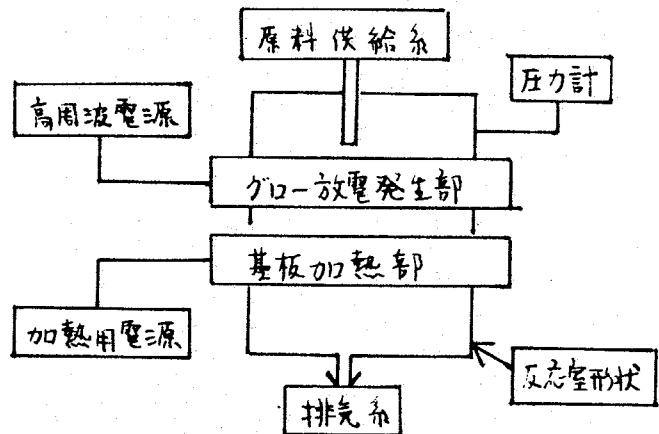 原料供給系
圧力計
高周波電源
グロー放電発生部
基板加熱部
加熱用電源
反応室形状
排気系